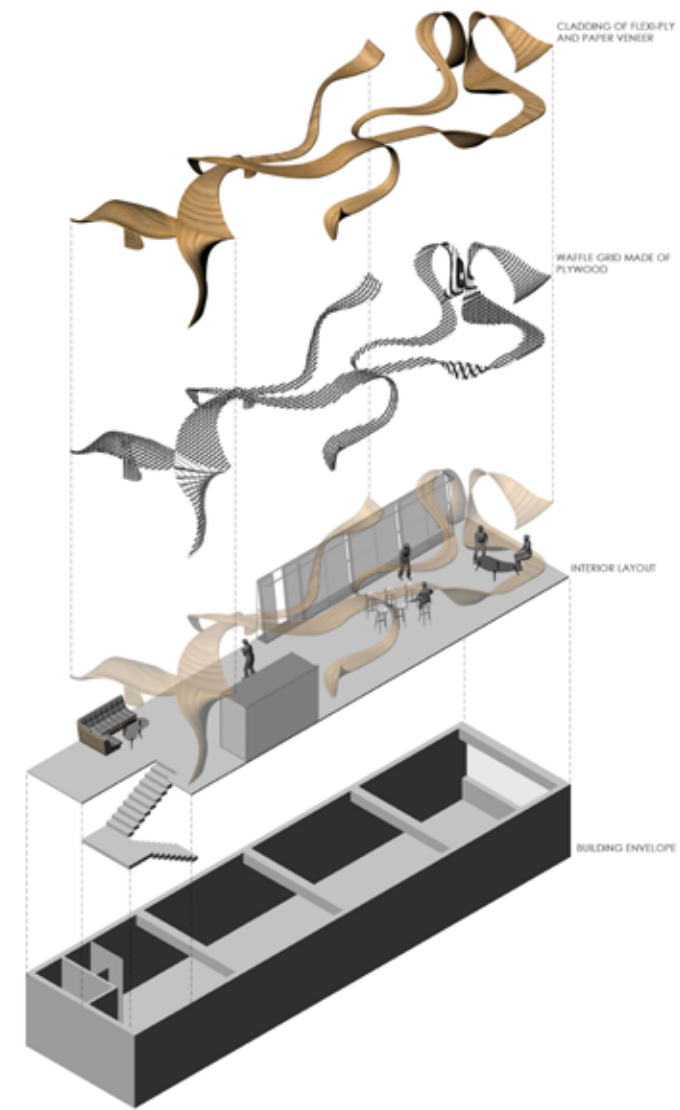 CLADDING OF FLEXI-PLY
AND PAPER VENEER
WAFFLE GRID MADE OF
PLYWOOD
INTERIOR LAYOUT
BUILDING ENVELOPE